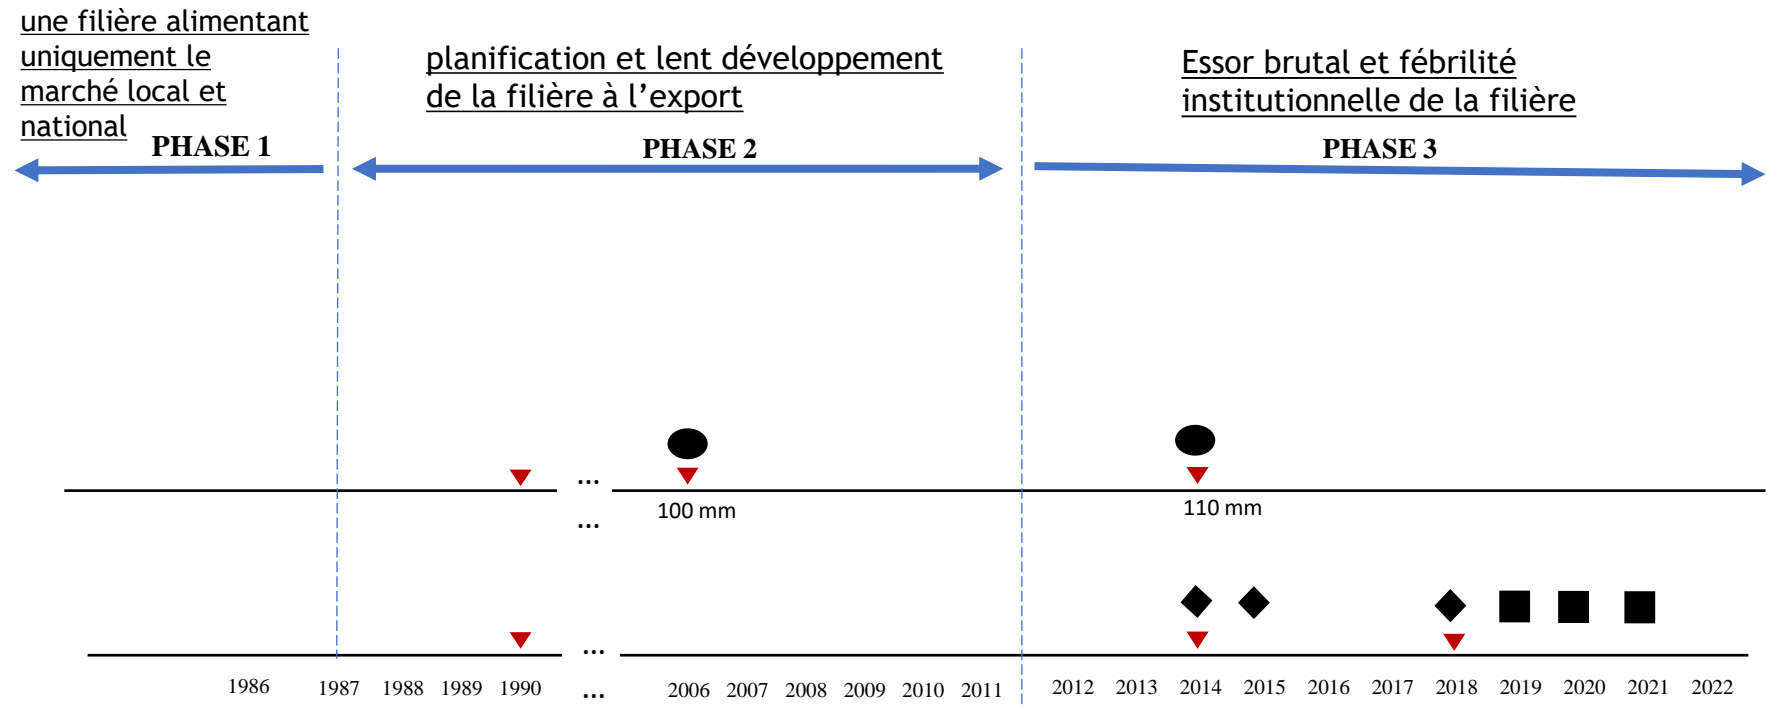 une filière alimentant
uniquement le
marché local et
national
PHASE 1
planification et lent développement
de la filière à l’export
PHASE 2
Essor brutal et fébrilité
institutionnelle de la filière
PHASE 3
...
100 mm
110 mm
...
...
1986 1987 1988 1989 1990 ... 2006 2007 2008 2009 2010 2011 2012 2013 2014 2015 2016 2017 2018 2019 2020 2021 2022